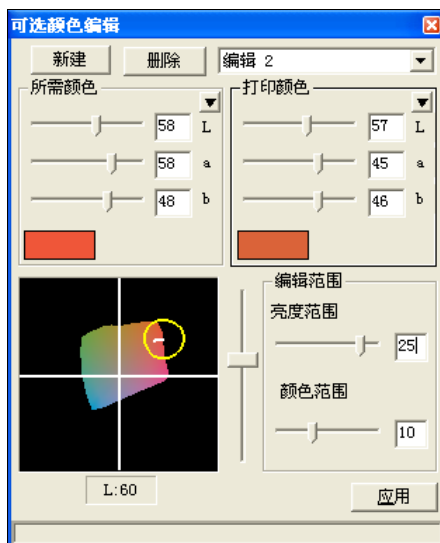 可选颜色编辑
新建 删除 编辑 2
所需颜色 打印颜色
58 L 57 L
58 a 45 a
48 b 46 b
编辑范围
亮度范围
25
颜色范围
10
L:60
应用